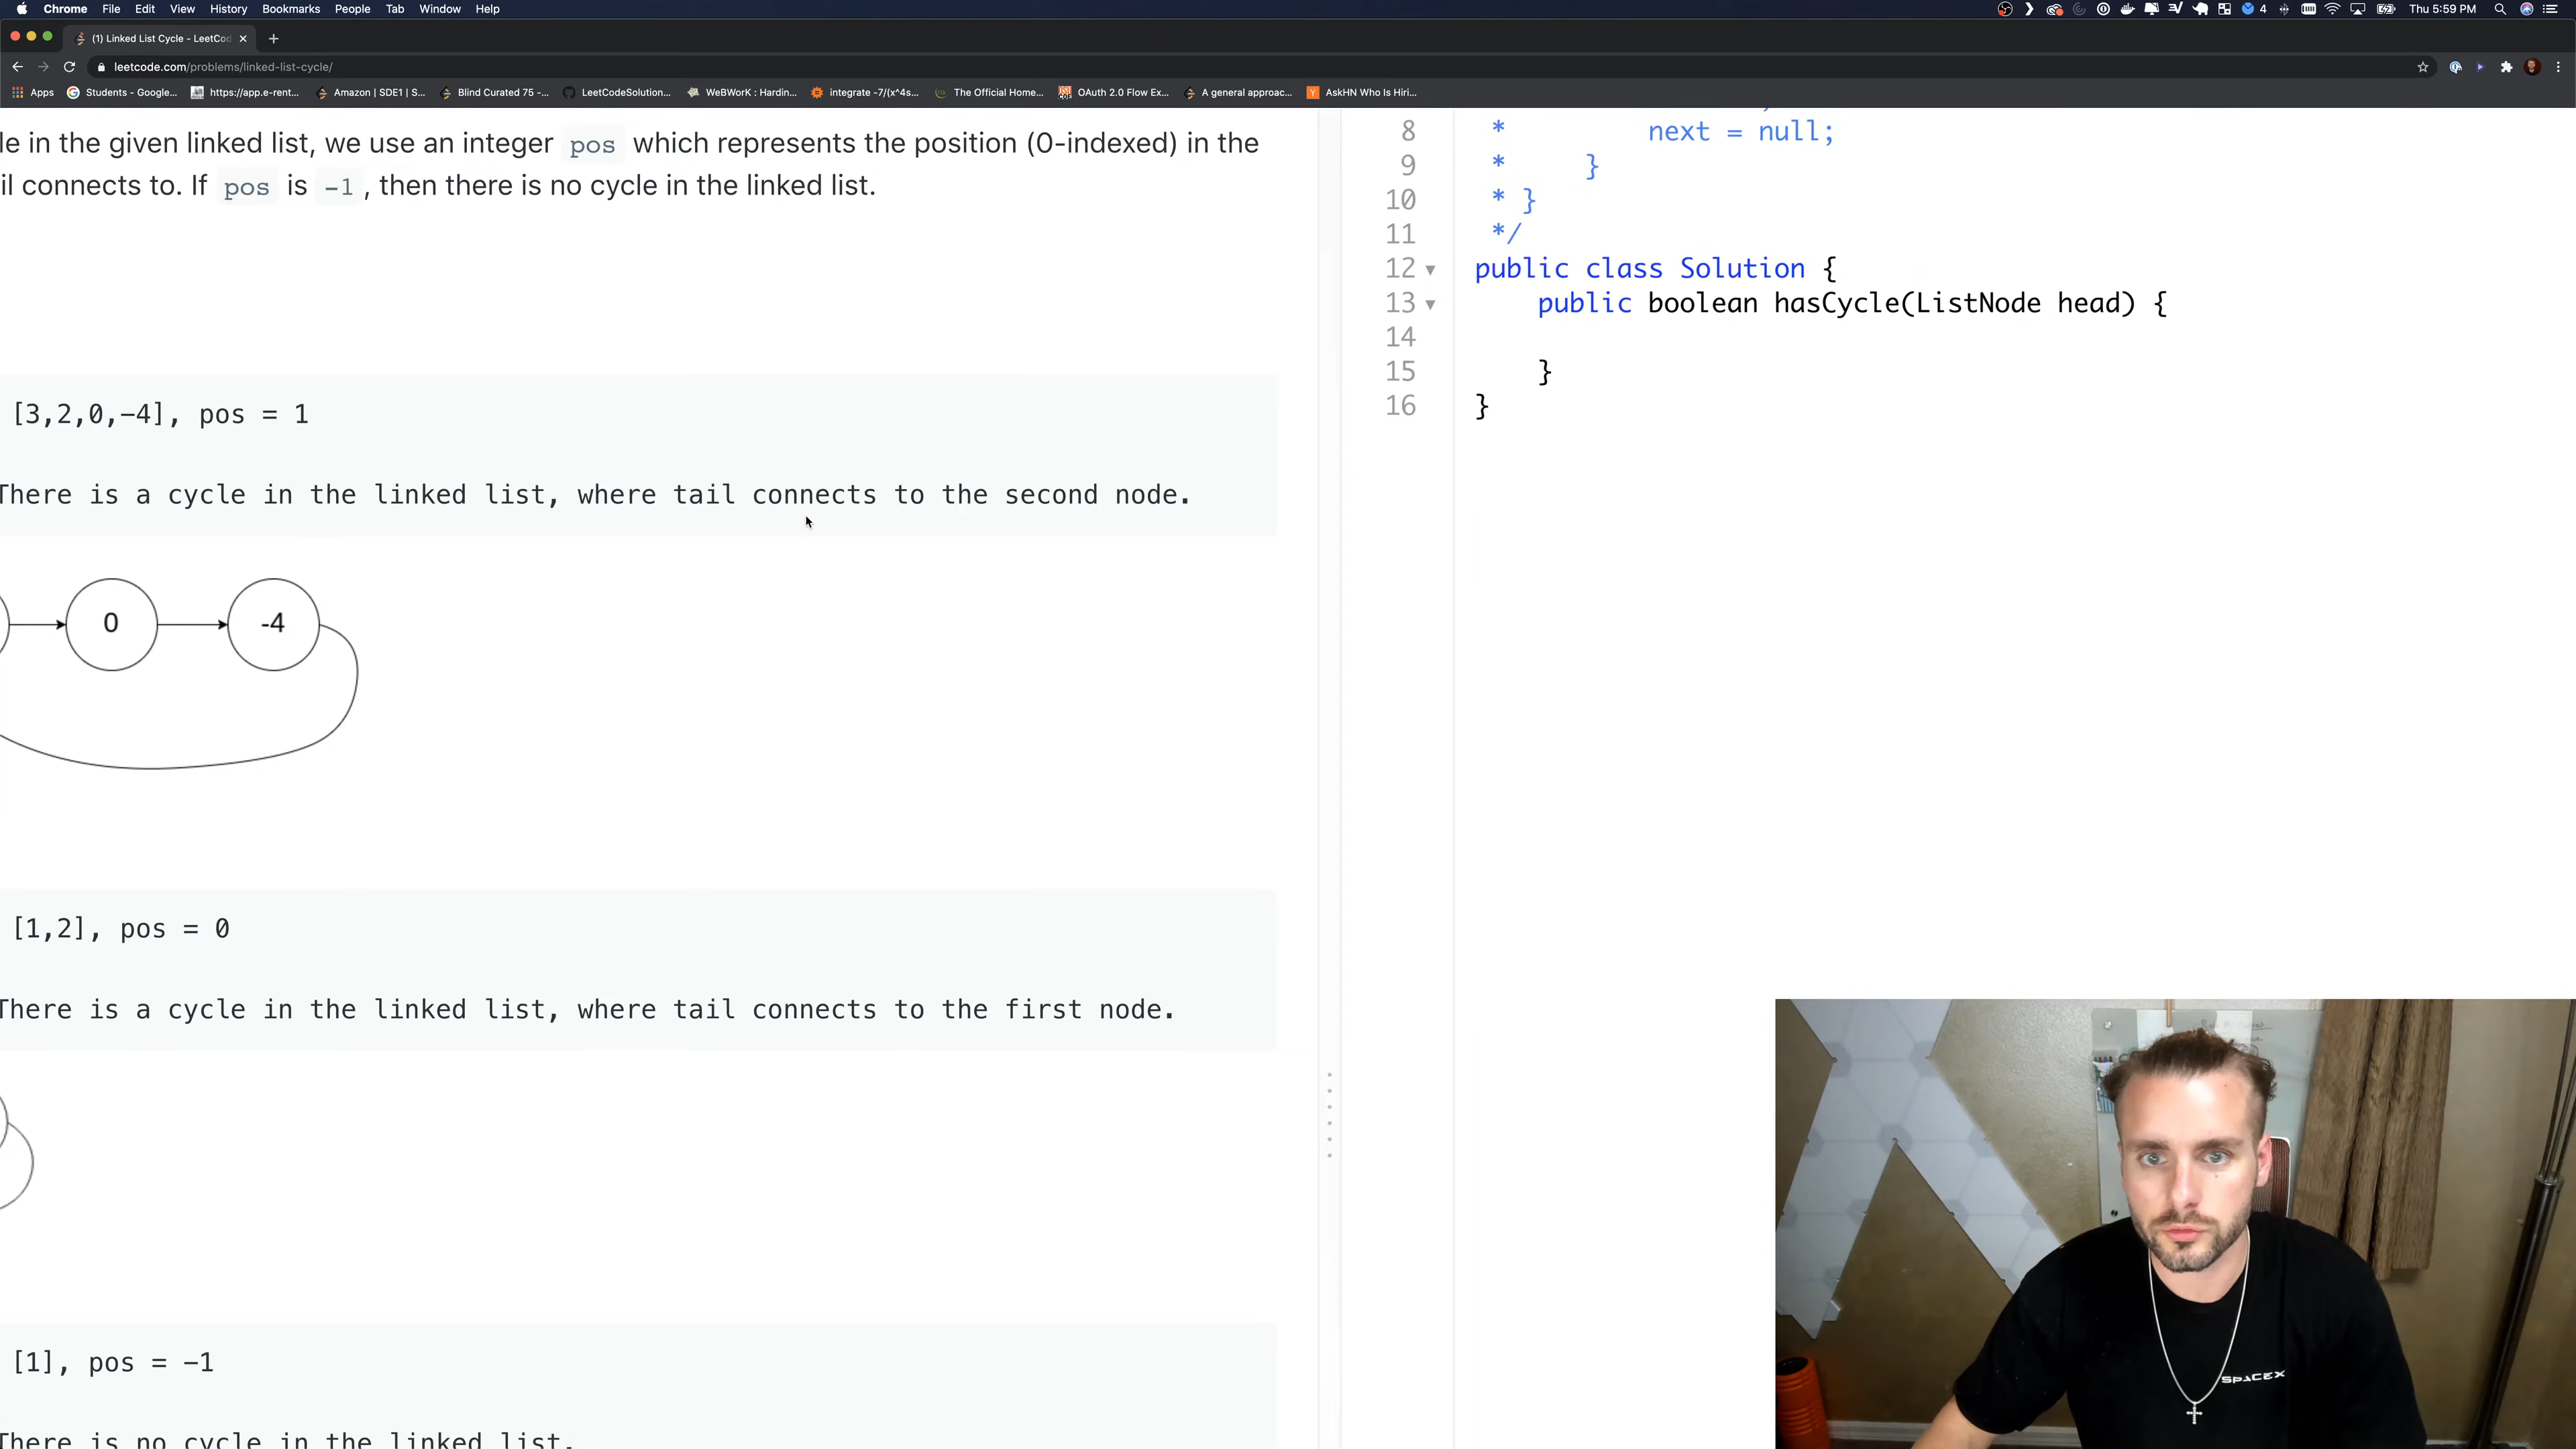 Chrome File Edit View History Bookmarks People Tab Window Help 4 Thu 5:59 PM
(1) Linked List Cycle - LeetCod
leetcode.com/problems/linked-list-cycle/
Apps Students - Google... https://app.e-rent... Amazon | SDE1 | S... Blind Curated 75 -... LeetCodeSolution... WeBWorK : Hardin... integrate -7/(x^4s... The Official Home... OAuth 2.0 Flow Ex... A general approac... AskHN Who Is Hiri...
le in the given linked list, we use an integer pos which represents the position (0-indexed) in the
il connects to. If pos is -1, then there is no cycle in the linked list.
[3,2,0,-4], pos = 1
There is a cycle in the linked list, where tail connects to the second node.
0 -4
[1,2], pos = 0
There is a cycle in the linked list, where tail connects to the first node.
[1], pos = -1
There is no cycle in the linked list.
8 * next = null;
9 * }
10 * }
11 */
12 public class Solution {
13 public boolean hasCycle(ListNode head) {
14
15 }
16 }
SPACEX